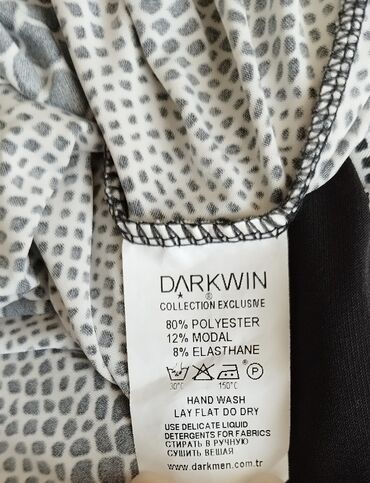 DARKWIN
®
COLLECTION EXCLUSIVE
80% POLYESTER
12% MODAL
8% ELASTHANE
30°C 150°C P
HAND WASH
LAY FLAT DO DRY
USE DELICATE LIQUID
DETERGENTS FOR FABRICS
СТИРАТЬ В РУЧНУЮ
СУШИТЬ ВЕШАЯ
www.darkmen.com.tr